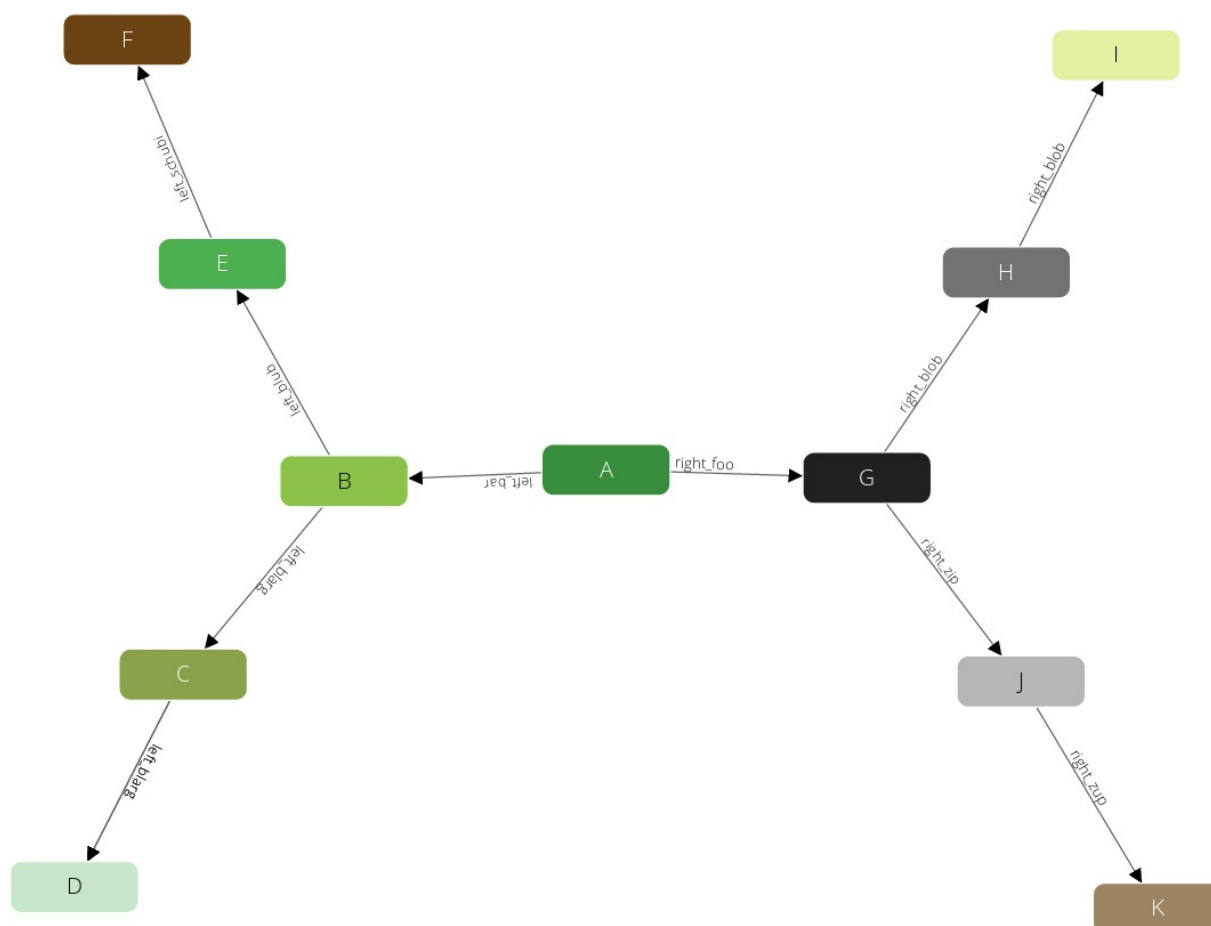 F
I
left_schubi
right_blob
E
H
left_blub
right_blob
A
right_foo
G
B
left_bar
left_blarg
right_zip
C
J
left_blarg
right_zup
D
K